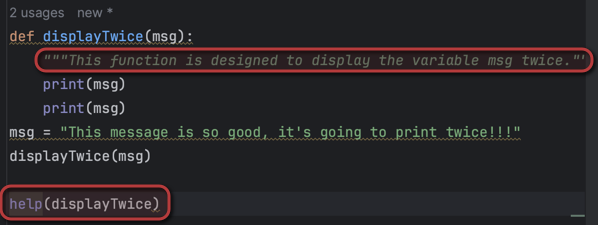 2 usages   new *
def displayTwice(msg):
    """This function is designed to display the variable msg twice.""
    print(msg)
    print(msg)
msg = "This message is so good, it's going to print twice!!!"
displayTwice(msg)
help(displayTwice)